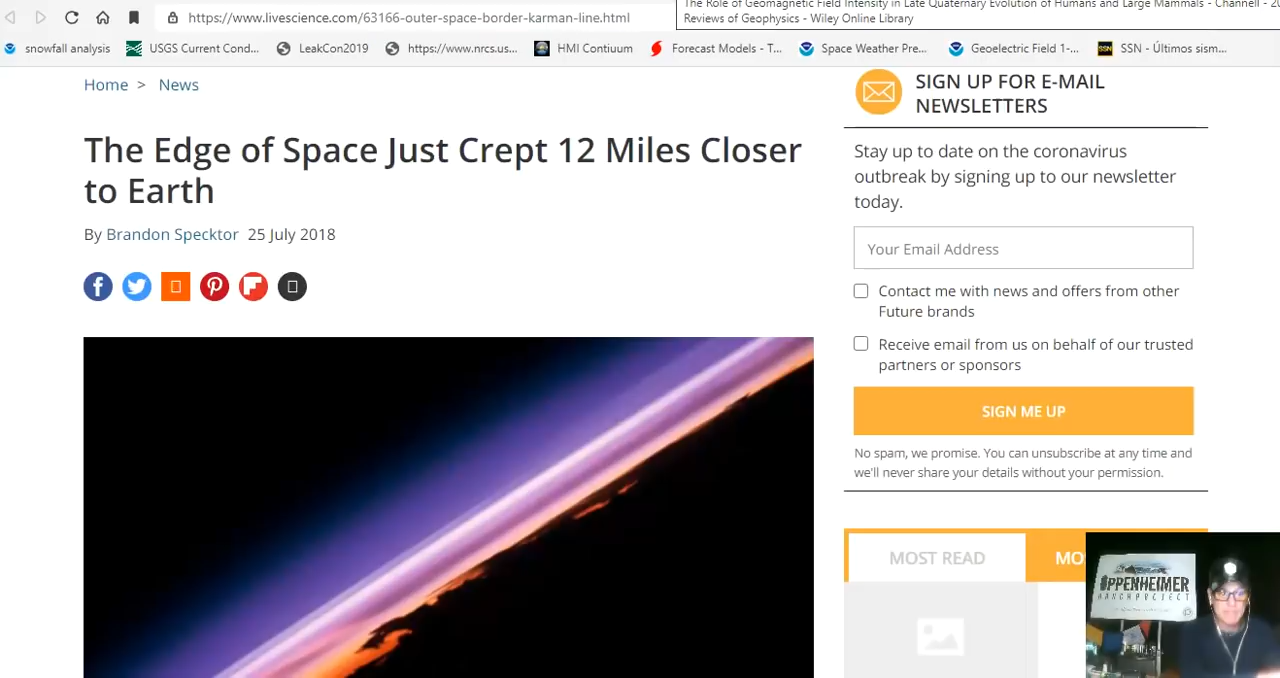 The Role of Geomagnetic Field Intensity in Late Quaternary Evolution of Humans and Large Mammals - Channell - 20
https://www.livescience.com/63166-outer-space-border-karman-line.html
Reviews of Geophysics - Wiley Online Library
snowfall analysis
USGS Current Cond...
LeakCon2019
https://www.nrcs.us...
HMI Contiuum
Forecast Models - T...
Space Weather Pre...
Geoelectric Field 1-...
SSN
SSN - Últimos sism...
Home > News
The Edge of Space Just Crept 12 Miles Closer
to Earth
By Brandon Specktor 25 July 2018
SIGN UP FOR E-MAIL
NEWSLETTERS
Stay up to date on the coronavirus
outbreak by signing up to our newsletter
today.
Your Email Address
Contact me with news and offers from other
Future brands
Receive email from us on behalf of our trusted
partners or sponsors
SIGN ME UP
No spam, we promise. You can unsubscribe at any time and
we'll never share your details without your permission.
MOST READ
MO
OPPENHEIMER
RANCH PROJECT